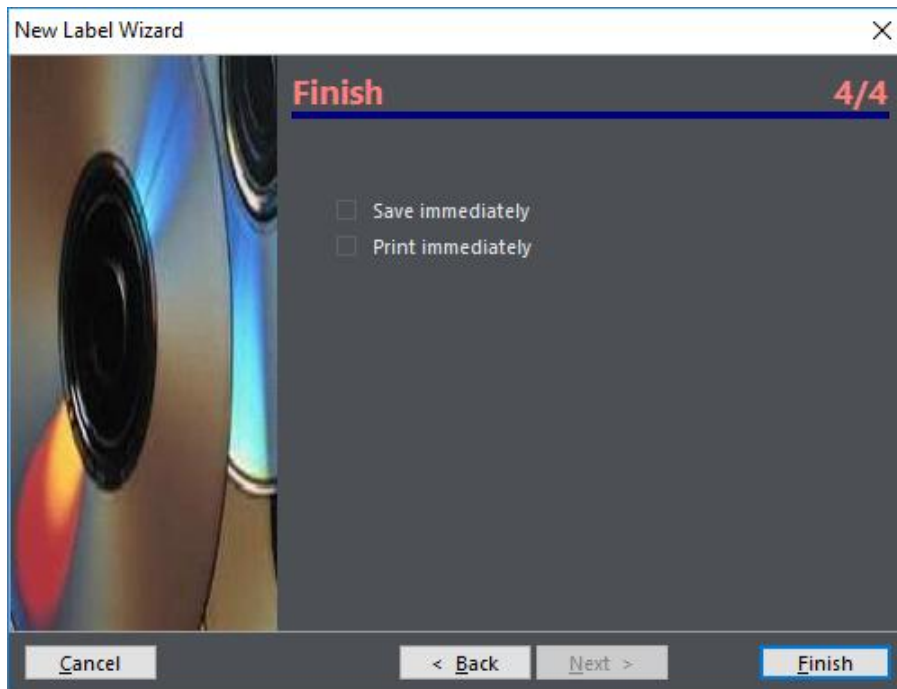 New Label Wizard
Finish 4/4
Save immediately
Print immediately
Cancel < Back Next > Finish